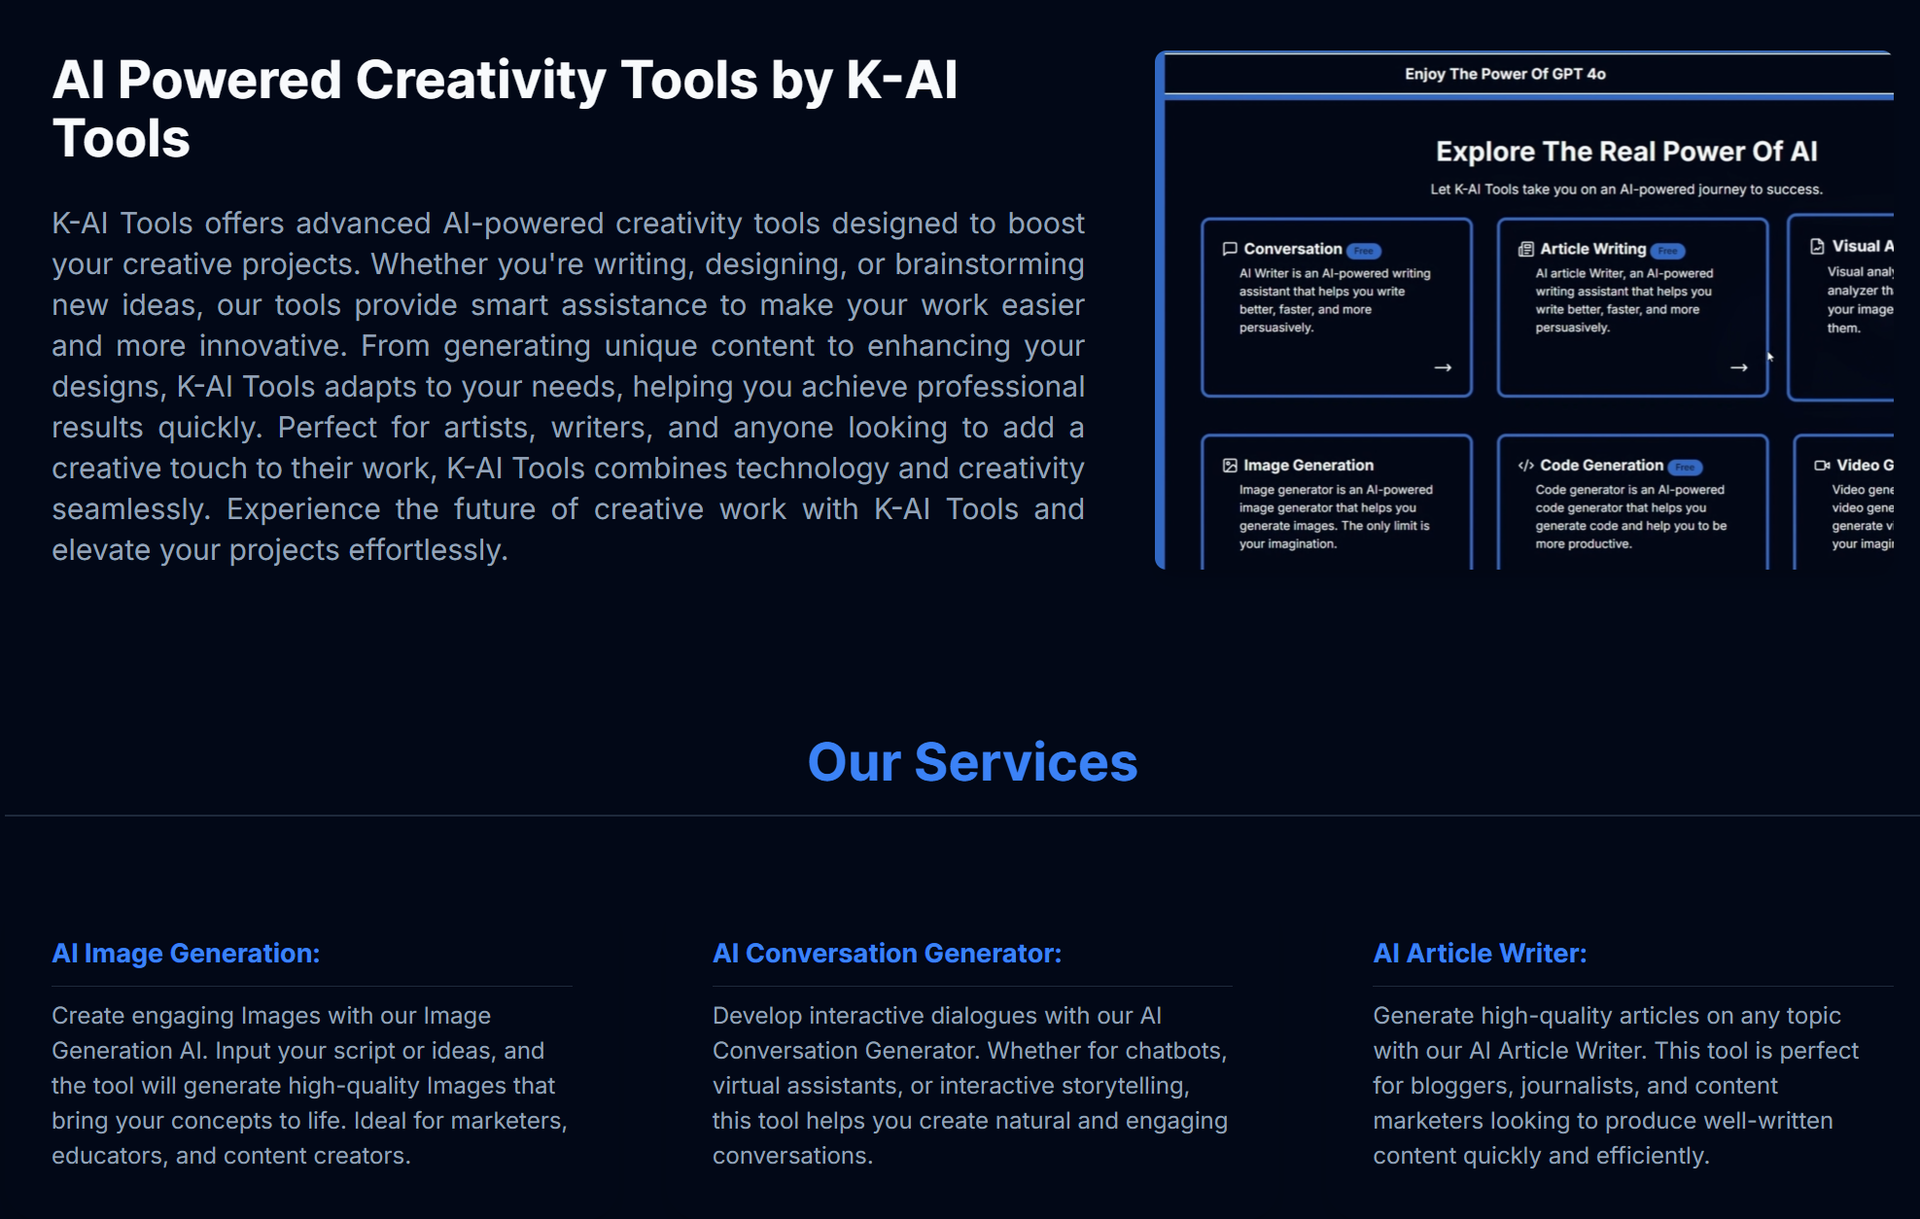 AI Powered Creativity Tools by K-AI
Tools
K-AI Tools offers advanced AI-powered creativity tools designed to boost
your creative projects. Whether you're writing, designing, or brainstorming
new ideas, our tools provide smart assistance to make your work easier
and more innovative. From generating unique content to enhancing your
designs, K-AI Tools adapts to your needs, helping you achieve professional
results quickly. Perfect for artists, writers, and anyone looking to add a
creative touch to their work, K-AI Tools combines technology and creativity
seamlessly. Experience the future of creative work with K-AI Tools and
elevate your projects effortlessly.
Enjoy The Power Of GPT 4o
Explore The Real Power Of AI
Let K-AI Tools take you on an AI-powered journey to success.
Conversation Free
AI Writer is an AI-powered writing
assistant that helps you write
better, faster, and more
persuasively.
→
Article Writing Free
AI article Writer, an AI-powered
writing assistant that helps you
write better, faster, and more
persuasively.
→
Visual A
Visual analy
analyzer th
your image
them.
Image Generation
Image generator is an AI-powered
image generator that helps you
generate images. The only limit is
your imagination.
</> Code Generation Free
Code generator is an AI-powered
code generator that helps you
generate code and help you to be
more productive.
Video G
Video gene
video gene
generate vi
your imagi
Our Services
AI Image Generation:
Create engaging Images with our Image
Generation AI. Input your script or ideas, and
the tool will generate high-quality Images that
bring your concepts to life. Ideal for marketers,
educators, and content creators.
AI Conversation Generator:
Develop interactive dialogues with our AI
Conversation Generator. Whether for chatbots,
virtual assistants, or interactive storytelling,
this tool helps you create natural and engaging
conversations.
AI Article Writer:
Generate high-quality articles on any topic
with our AI Article Writer. This tool is perfect
for bloggers, journalists, and content
marketers looking to produce well-written
content quickly and efficiently.